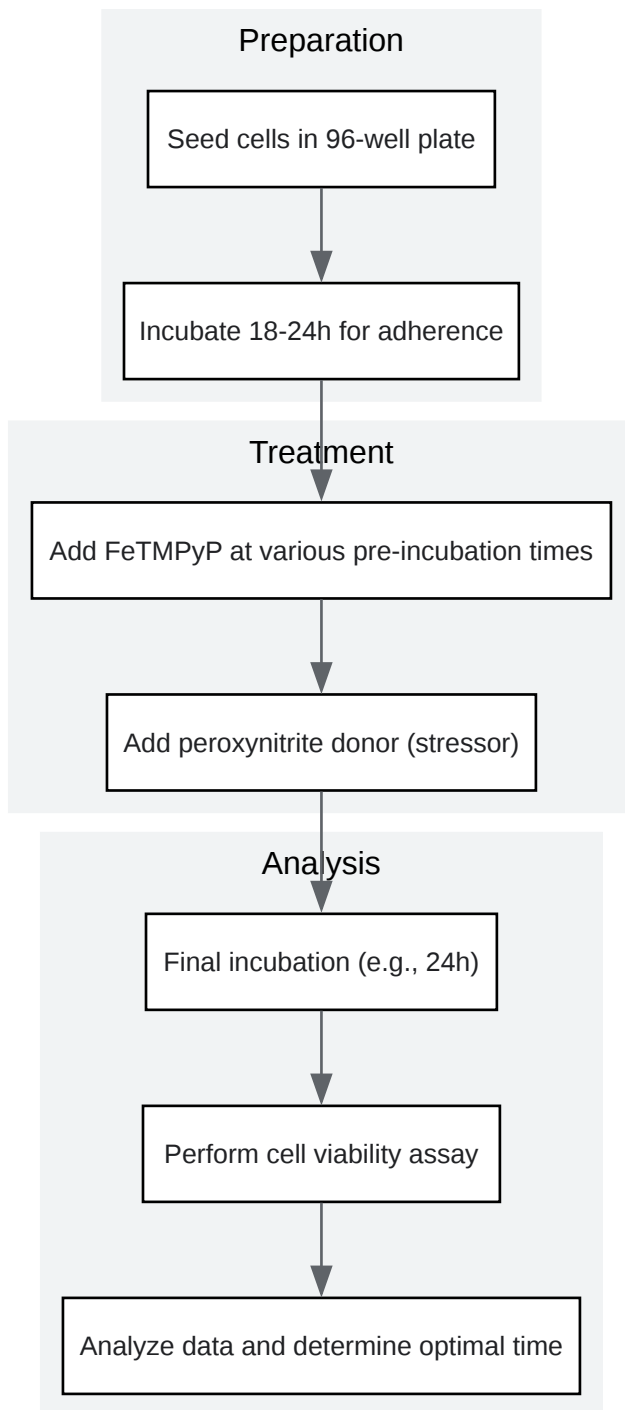 Preparation
Seed cells in 96-well plate
Incubate 18-24h for adherence
Treatment
Add FeTMPyP at various pre-incubation times
Add peroxynitrite donor (stressor)
Analysis
Final incubation (e.g., 24h)
Perform cell viability assay
Analyze data and determine optimal time